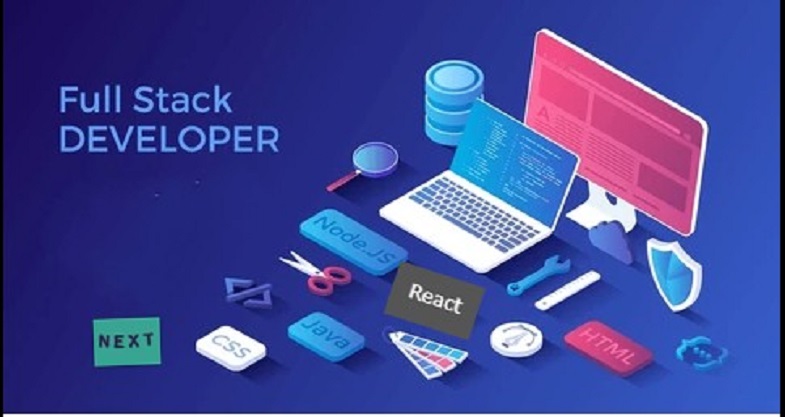 Full Stack
DEVELOPER
Node.JS
React
NEXT
CSS
Java
HTML